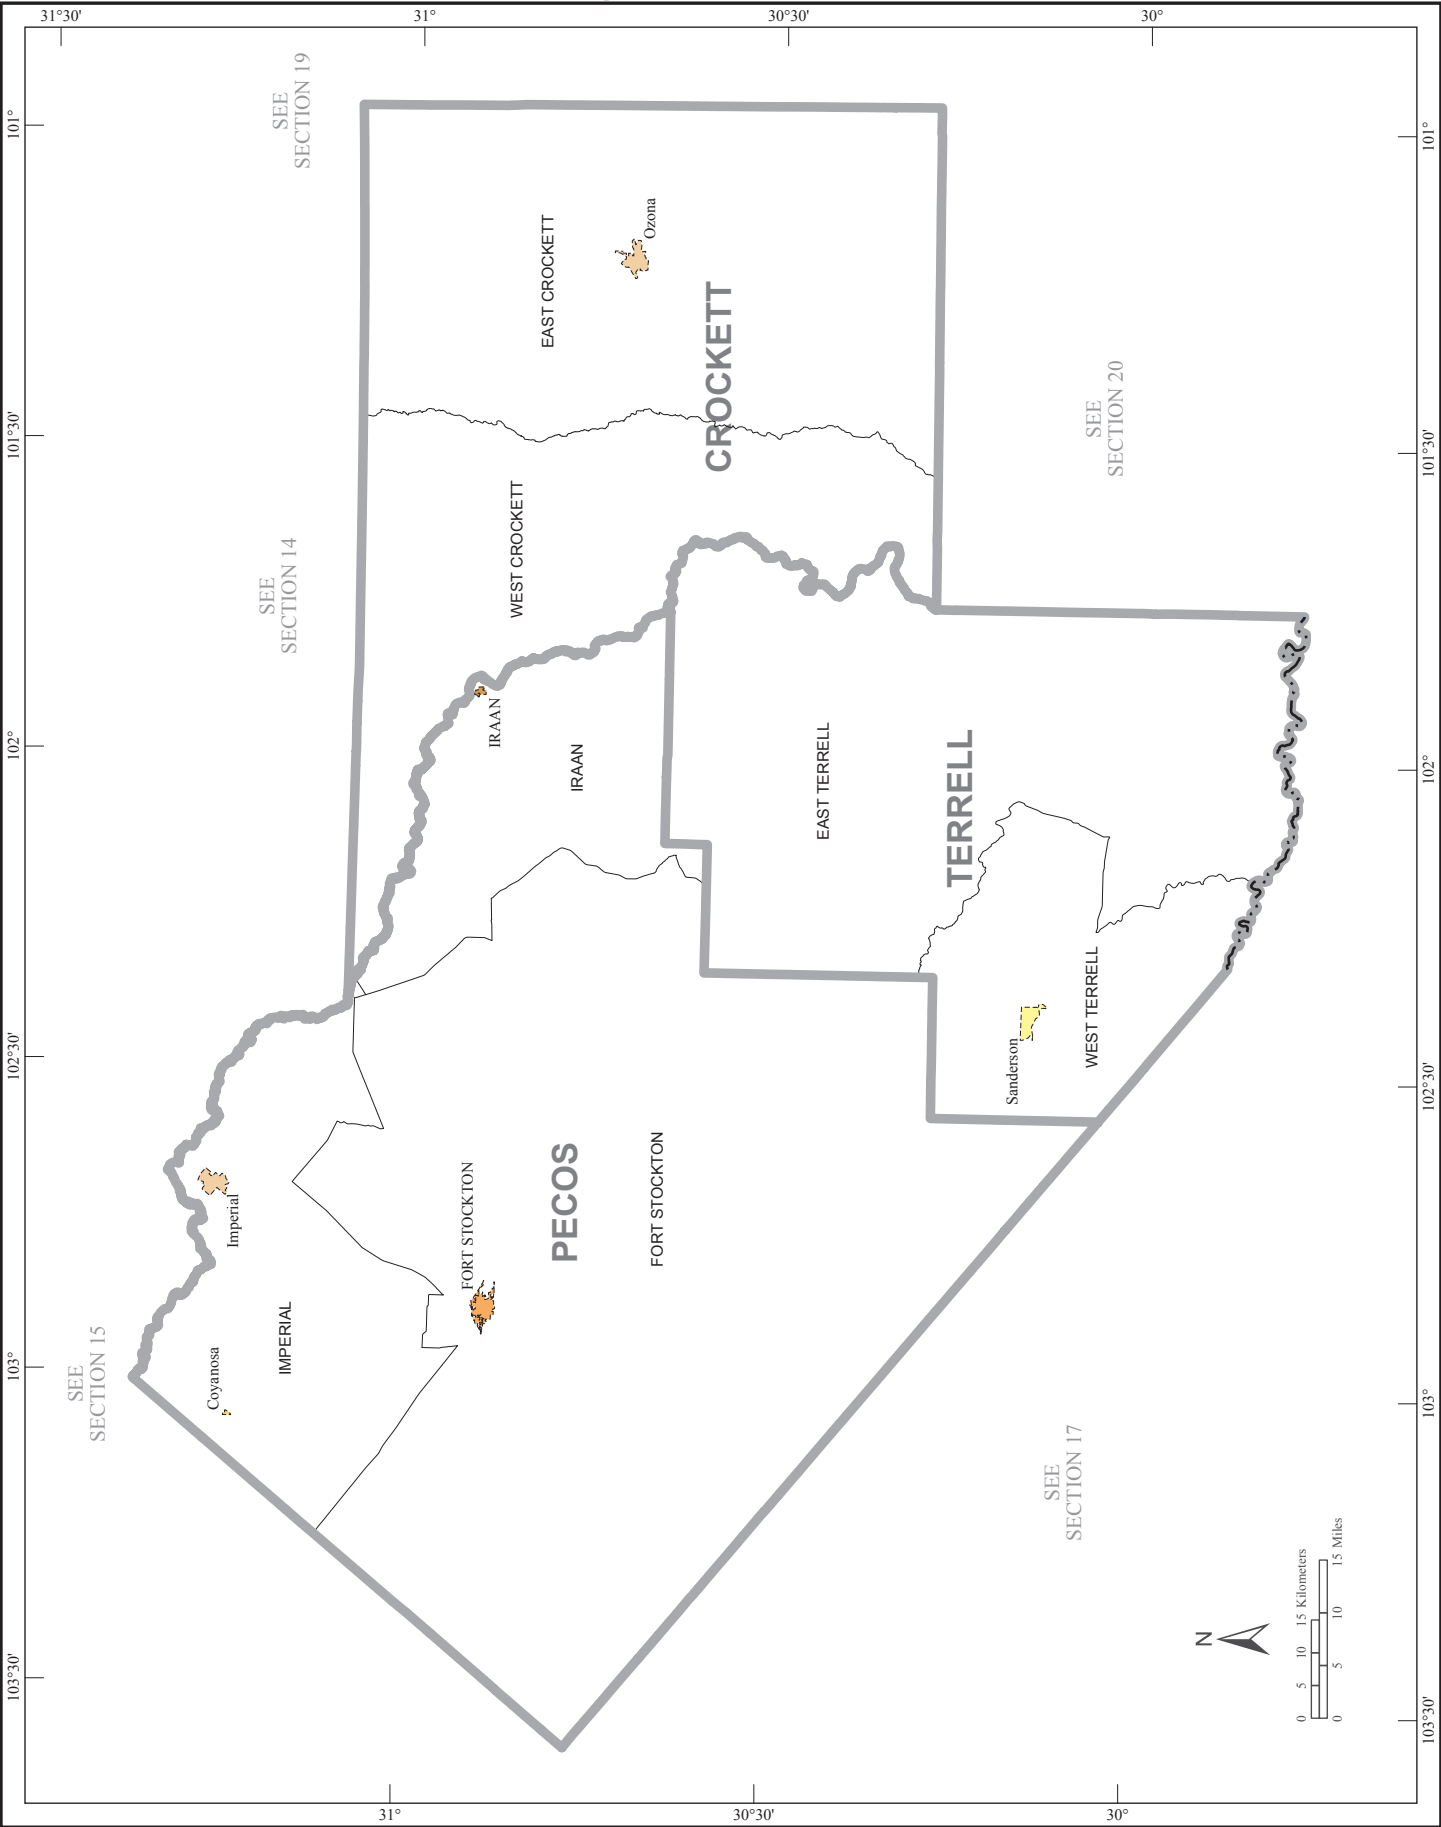 103°30'
103°
102°30'
102°
101°30'
101°
31°30'
31°
30°30'
30°
SEE
SECTION 15
SEE
SECTION 14
SEE
SECTION 19
Coyanosa
Imperial
IMPERIAL
FORT STOCKTON
PECOS
FORT STOCKTON
IRAAN
IRAAN
WEST CROCKETT
EAST CROCKETT
Ozona
CROCKETT
EAST TERRELL
TERRELL
Sanderson
WEST TERRELL
SEE
SECTION 17
SEE
SECTION 20
N
0 5 10 15 Kilometers
0 5 10 15 Miles
31°
30°30'
30°
103°30'
103°
102°30'
102°
101°30'
101°